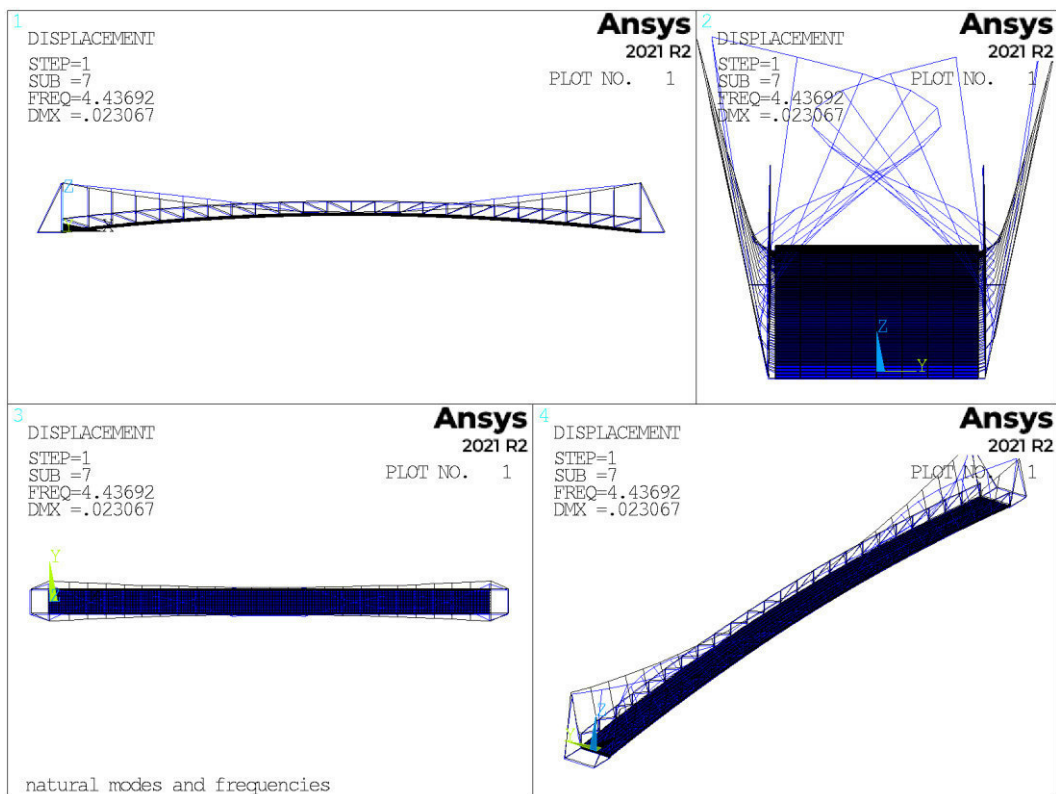 1
Ansys
2021 R2
DISPLACEMENT
STEP=1
SUB =7
FREQ=4.43692
DMX =.023067
PLOT NO. 1
Z
X
2
Ansys
2021 R2
DISPLACEMENT
STEP=1
SUB =7
FREQ=4.43692
DMX =.023067
PLOT NO. 1
Z
Y
3
Ansys
2021 R2
DISPLACEMENT
STEP=1
SUB =7
FREQ=4.43692
DMX =.023067
PLOT NO. 1
Y
natural modes and frequencies
4
Ansys
2021 R2
DISPLACEMENT
STEP=1
SUB =7
FREQ=4.43692
DMX =.023067
PLOT NO. 1
Z